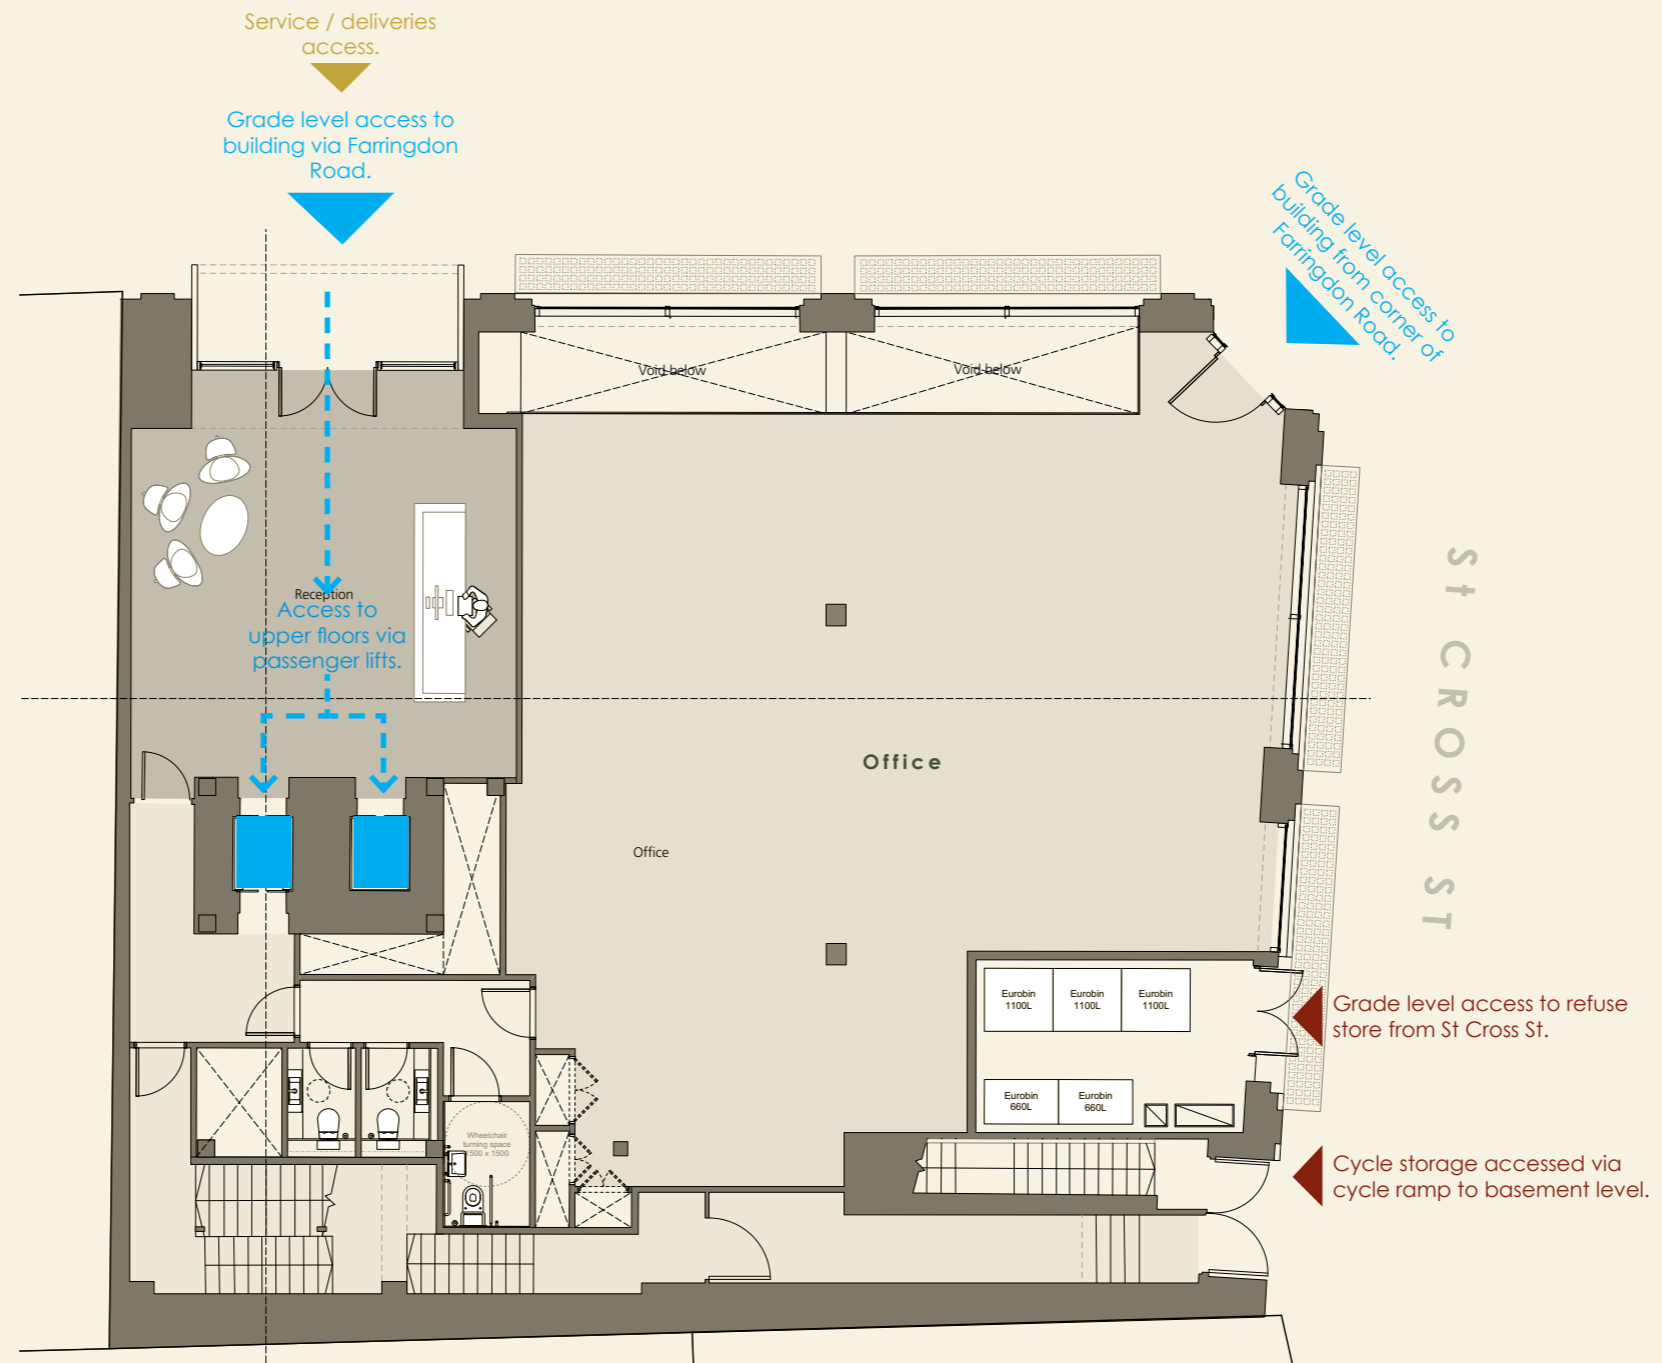 Service / deliveries
access.
Grade level access to
building via Farringdon
Road.
Grade level access to
building from corner of
Farringdon Road.
Void below
Void below
Reception
Access to
upper floors via
passenger lifts.
St CROSS ST
Office
Office
Eurobin
1100L
Eurobin
1100L
Eurobin
1100L
Grade level access to refuse
store from St Cross St.
Eurobin
660L
Eurobin
660L
Wheelchair
turning space
1500 x 1500
Cycle storage accessed via
cycle ramp to basement level.